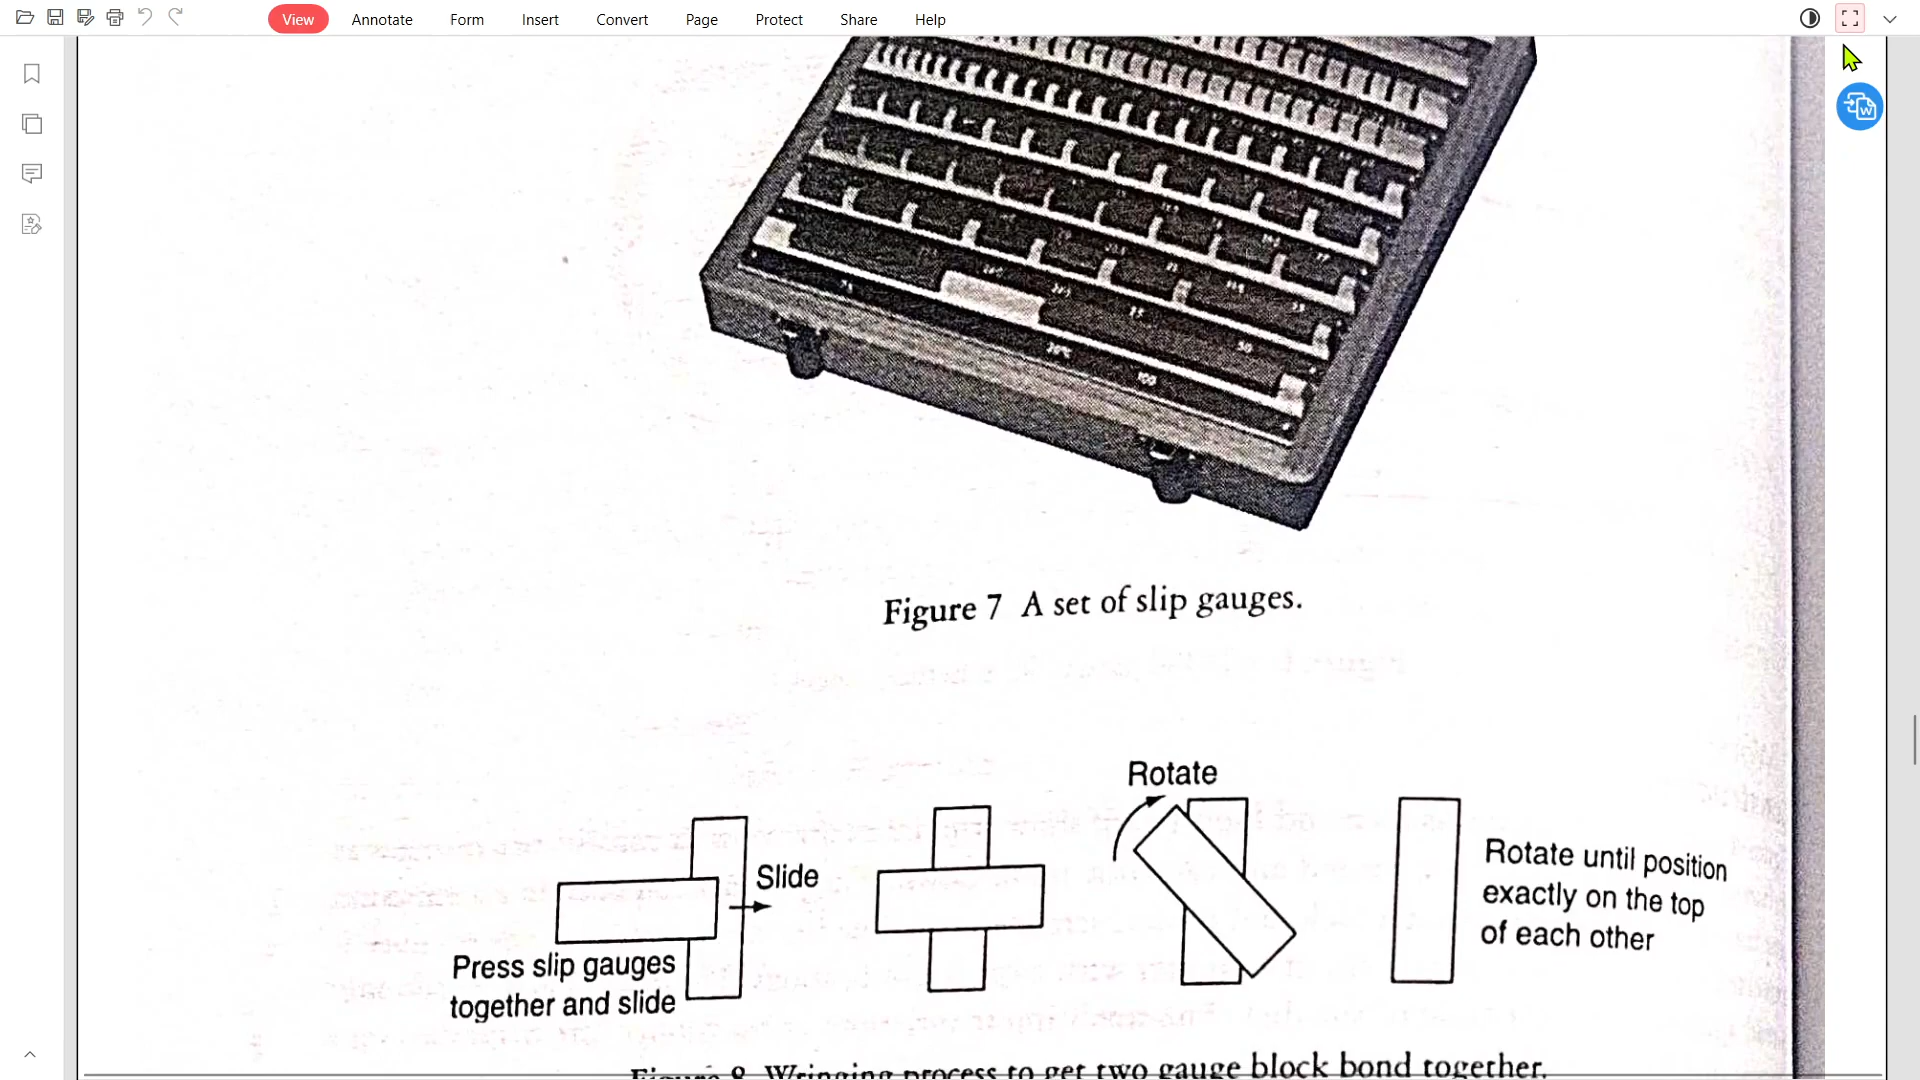 View Annotate Form Insert Convert Page Protect Share Help
Figure 7 A set of slip gauges.
Rotate
Slide
Press slip gauges
together and slide
Rotate until position
exactly on the top
of each other
Figure 8 Wringing process to get two gauge block bond together.